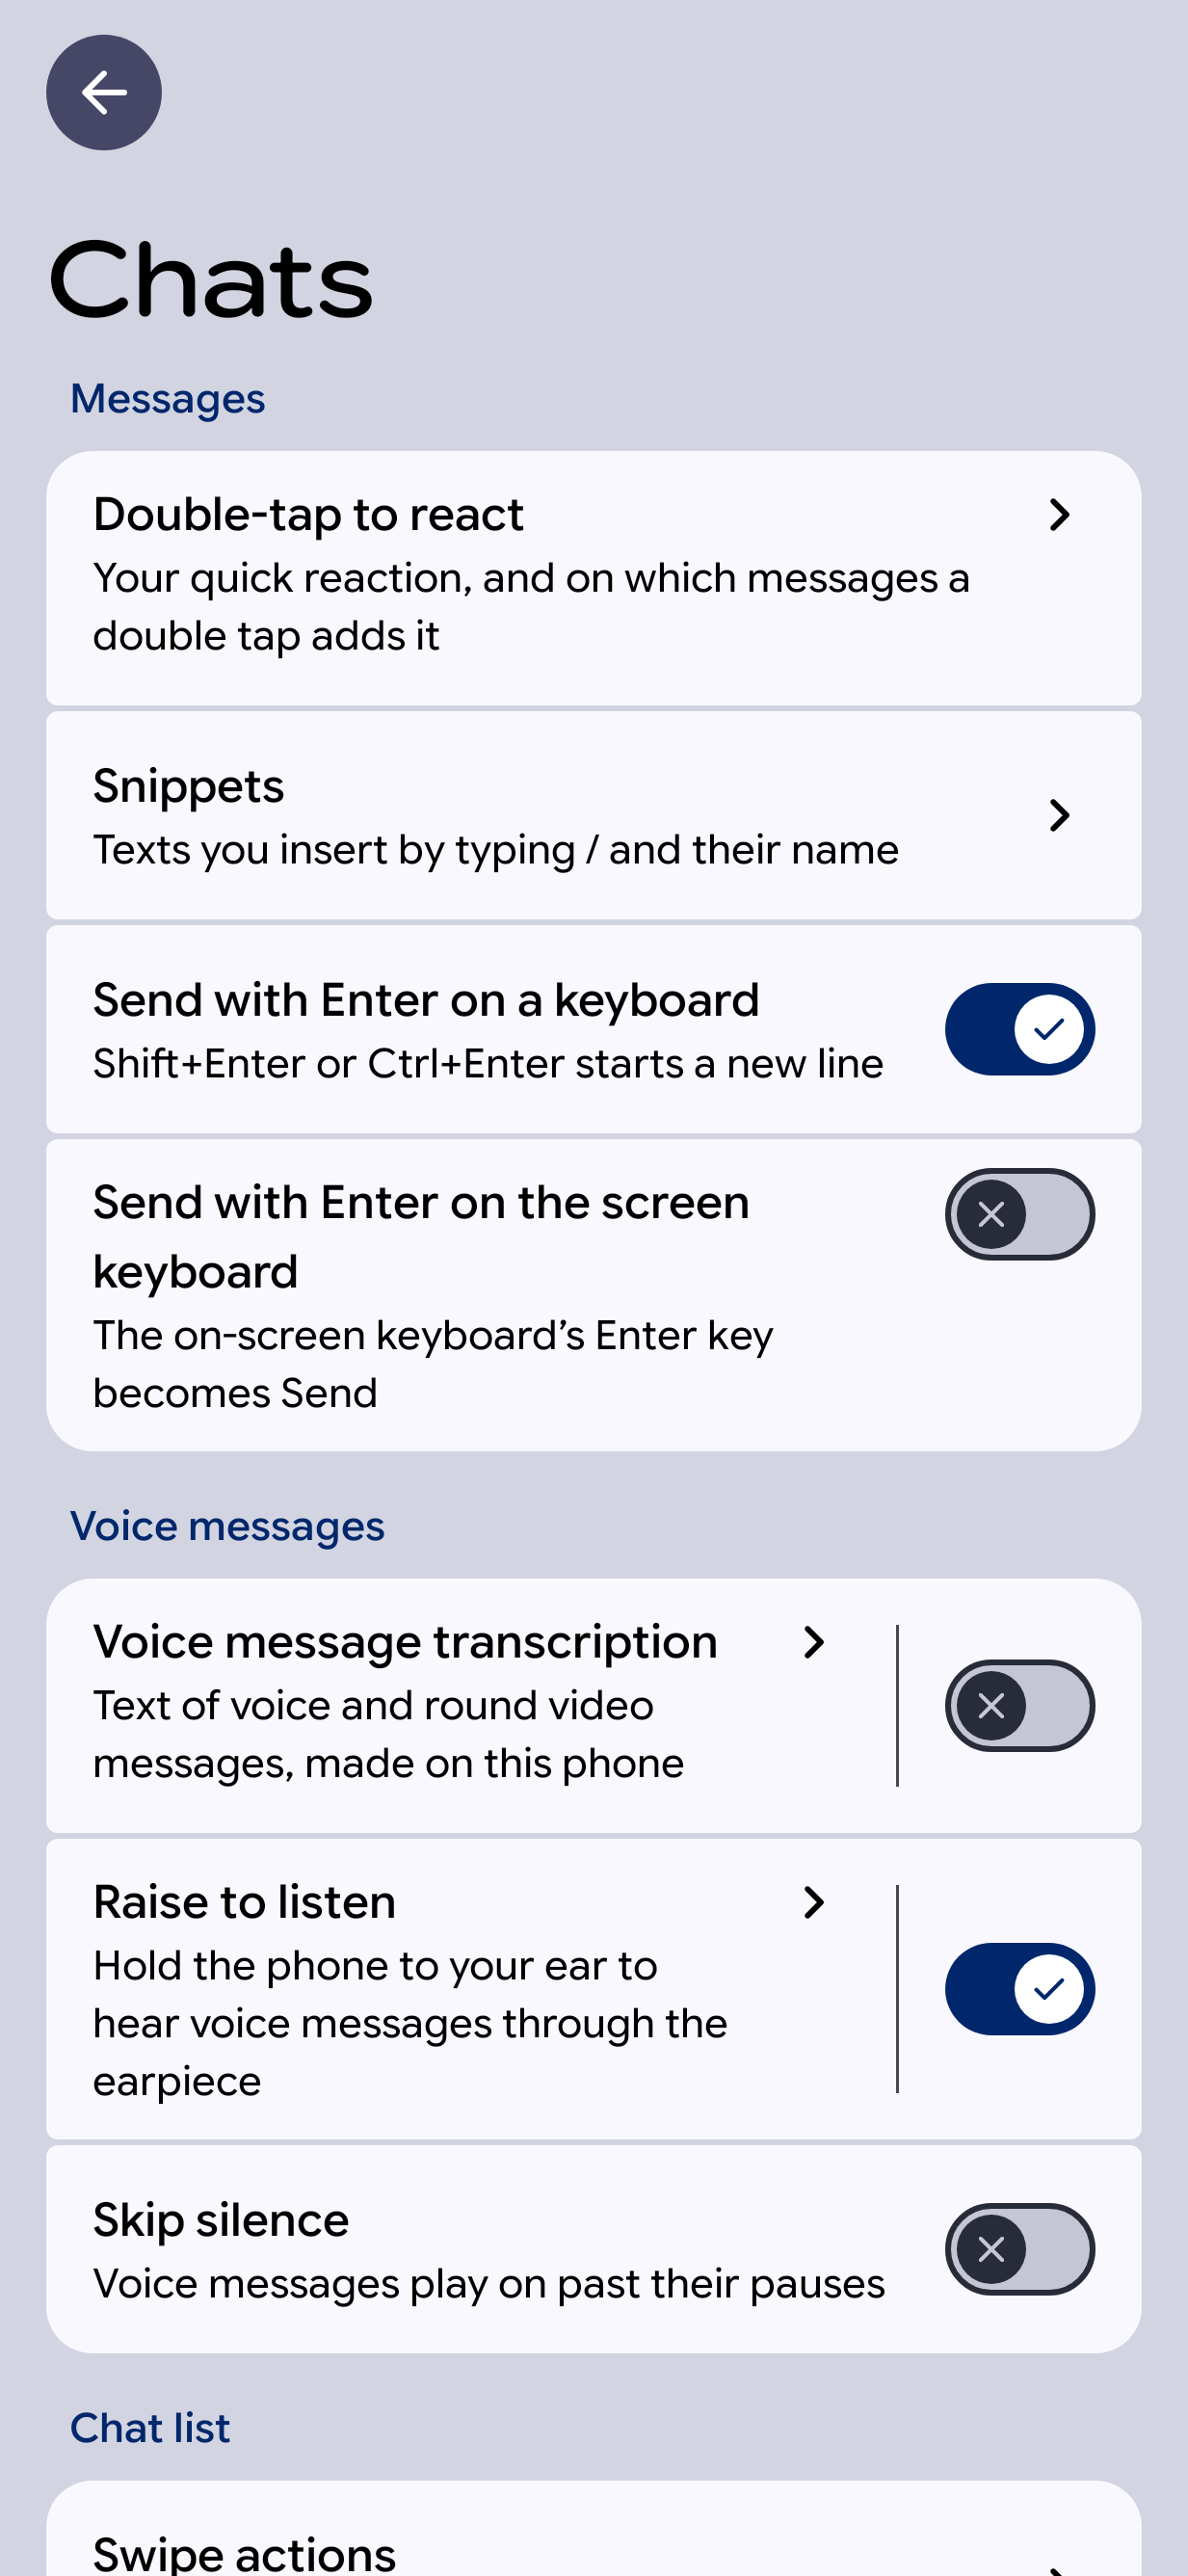 Chats
Messages
Double-tap to react
Your quick reaction, and on which messages a
double tap adds it
Snippets
Texts you insert by typing / and their name
Send with Enter on a keyboard
Shift+Enter or Ctrl+Enter starts a new line
Send with Enter on the screen
keyboard
The on-screen keyboard’s Enter key
becomes Send
Voice messages
Voice message transcription
Text of voice and round video
messages, made on this phone
Raise to listen
Hold the phone to your ear to
hear voice messages through the
earpiece
Skip silence
Voice messages play on past their pauses
Chat list
Swipe actions